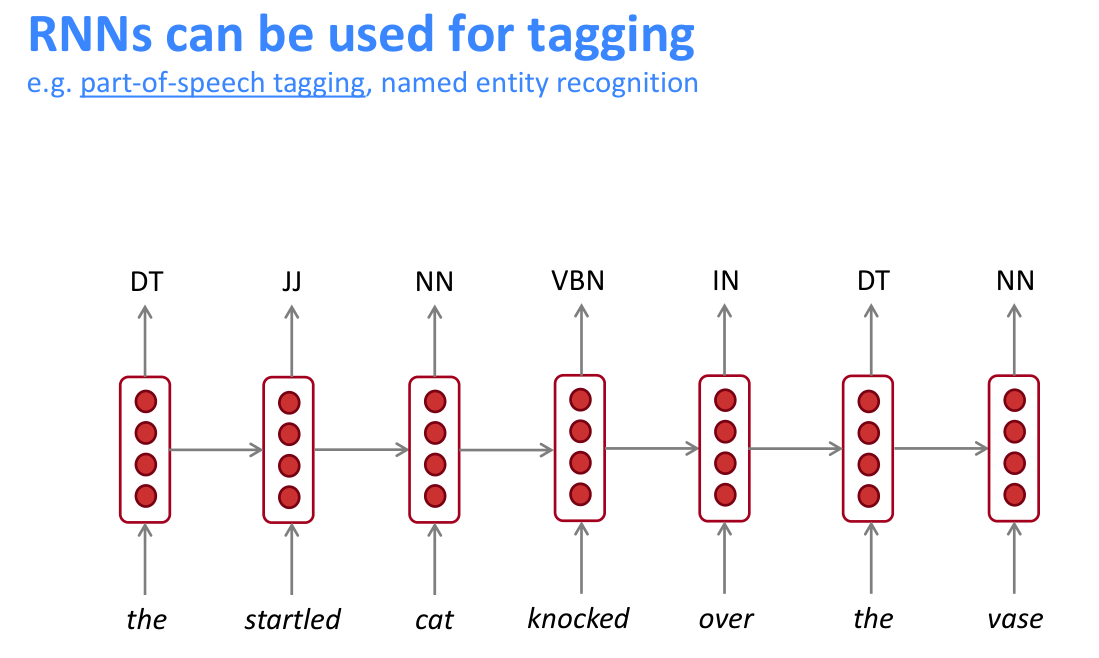 RNNs can be used for tagging
e.g. part-of-speech tagging, named entity recognition
DT JJ NN VBN IN DT NN
the startled cat knocked over the vase